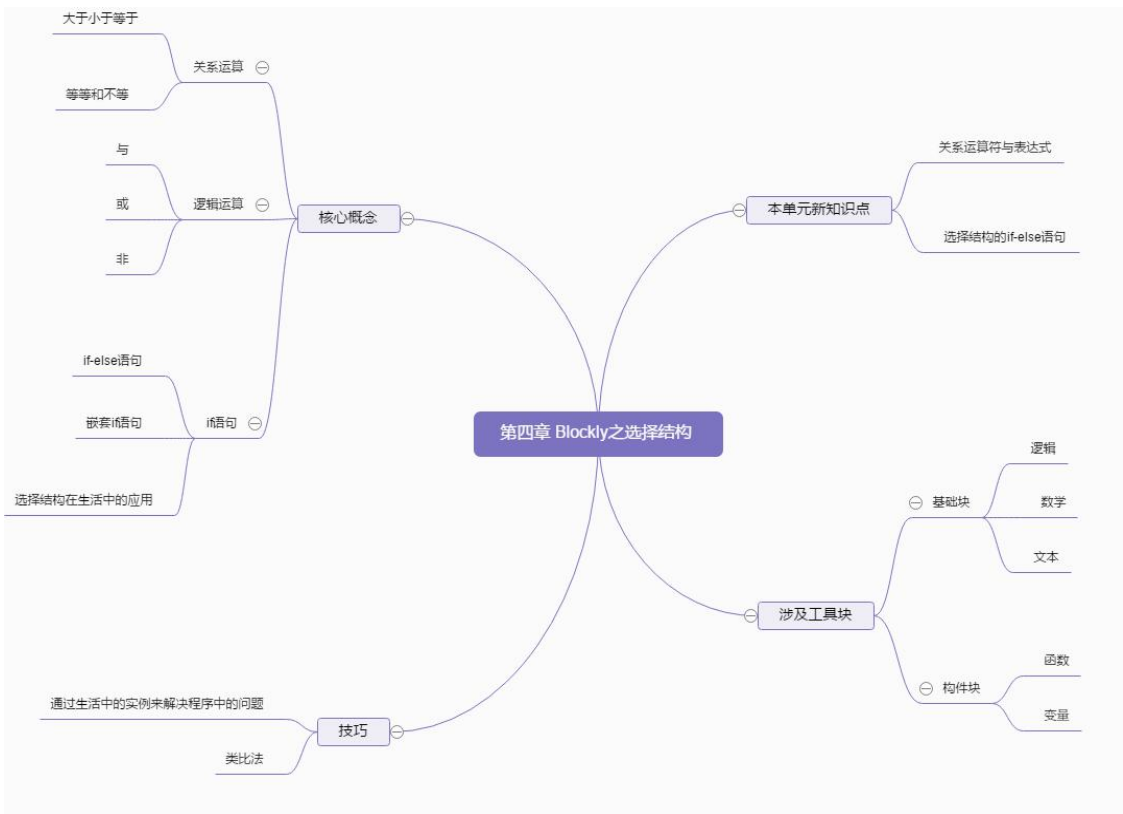 第四章 Blockly之选择结构
核心概念
关系运算
大于小于等于
等等和不等
逻辑运算
与
或
非
if语句
if-else语句
嵌套if语句
选择结构在生活中的应用
技巧
通过生活中的实例来解决程序中的问题
类比法
本单元新知识点
关系运算符与表达式
选择结构的if-else语句
涉及工具块
基础块
逻辑
数学
文本
构件块
函数
变量